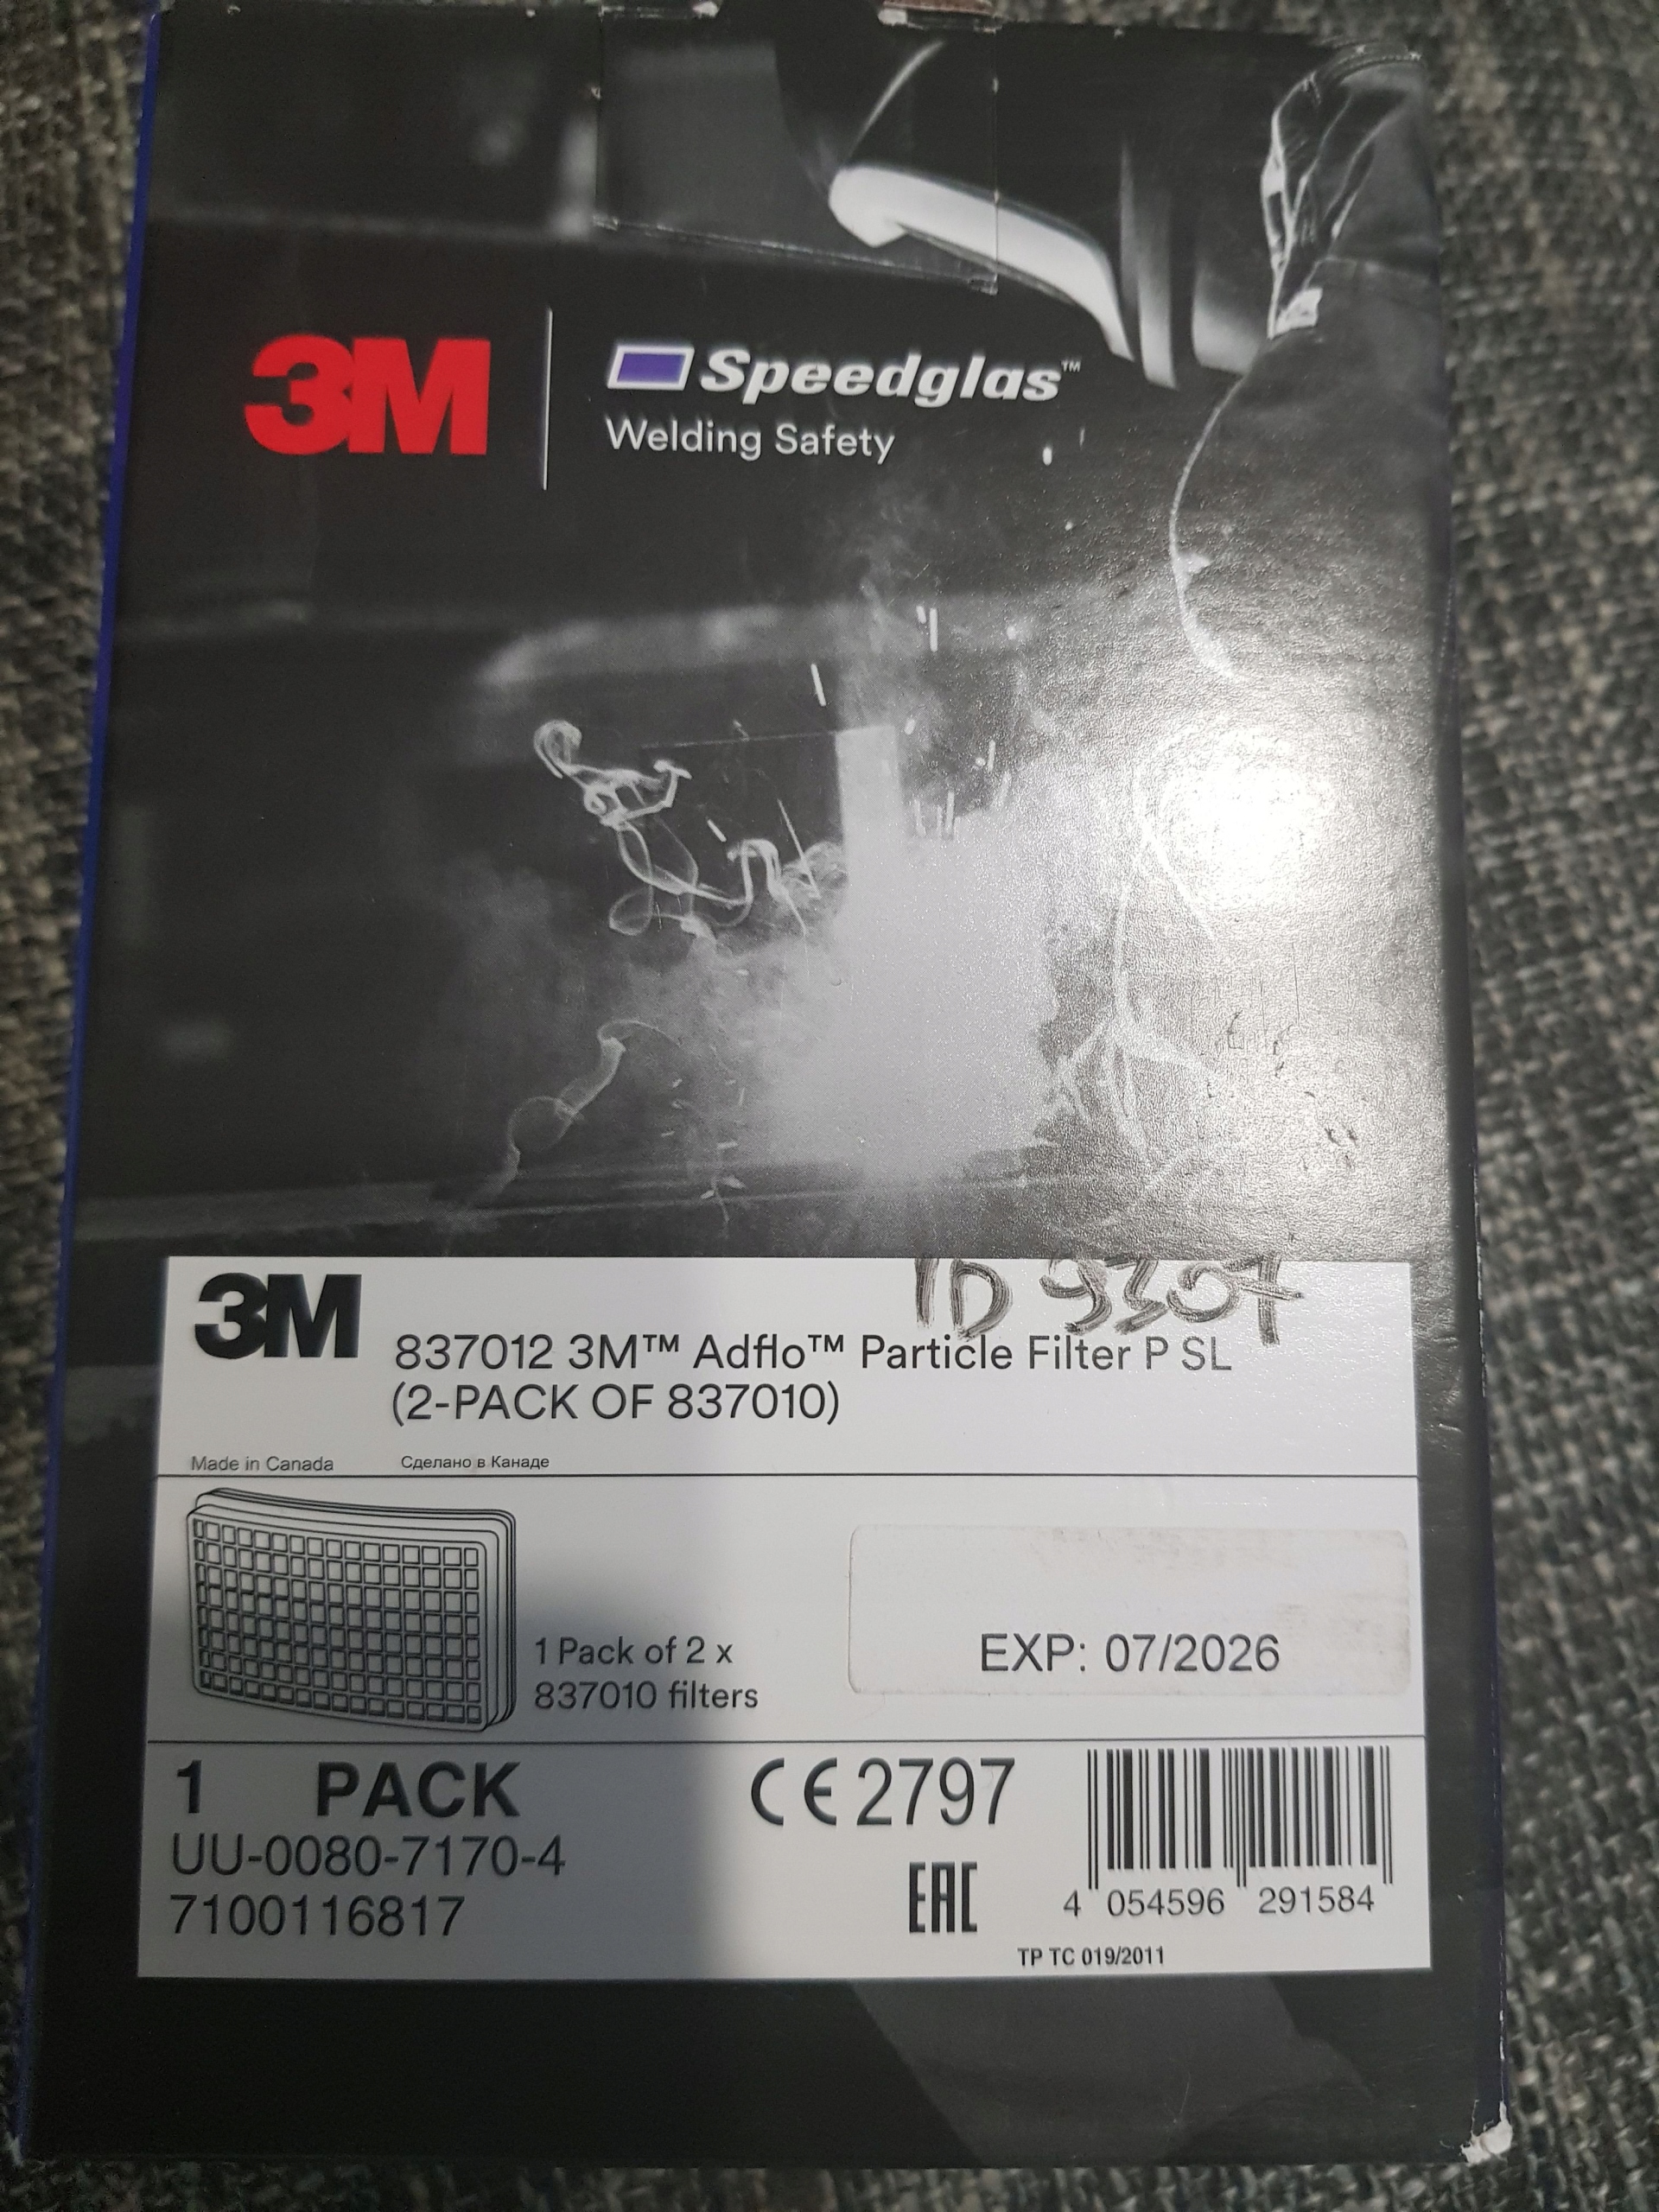 3M
Speedglas™
Welding Safety
ID 9307
3M
837012 3M™ Adflo™ Particle Filter P SL
(2-PACK OF 837010)
Made in Canada Сделано в Канаде
1 Pack of 2 x
837010 filters
EXP: 07/2026
1 PACK
CE 2797
UU-0080-7170-4
7100116817
EAC
4 054596 291584
TP TC 019/2011